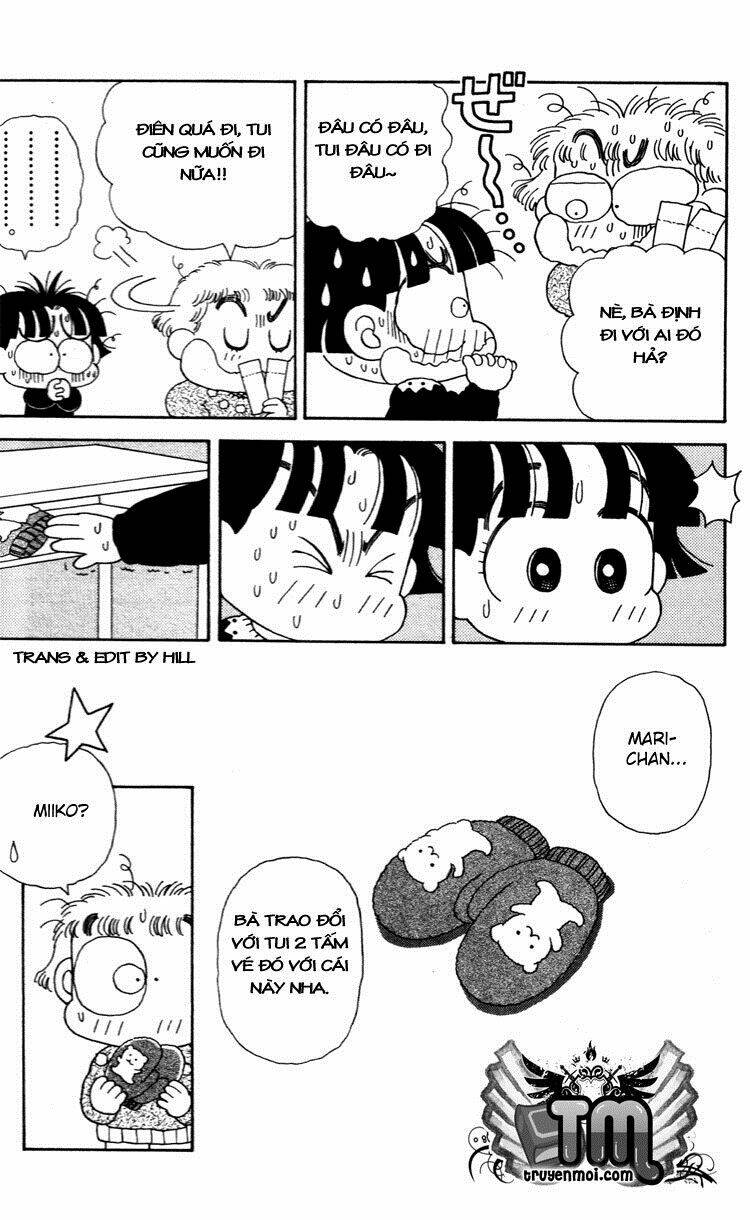 ぜ〜・・・
NÈ, BÀ ĐỊNH
ĐI VỚI AI ĐÓ
HẢ?
ĐÂU CÓ ĐÂU,
TUI ĐÂU CÓ ĐI
ĐÂU~
ĐIÊN QUÁ ĐI, TUI
CŨNG MUỐN ĐI
NỮA!!
TRANG & EDIT BY HILL
MARI-
CHAN...
BÀ TRAO ĐỔI
VỚI TUI 2 TẤM
VÉ ĐÓ VỚI CÁI
NÀY NHA.
MIIKO?
TM
truyenmoi.com